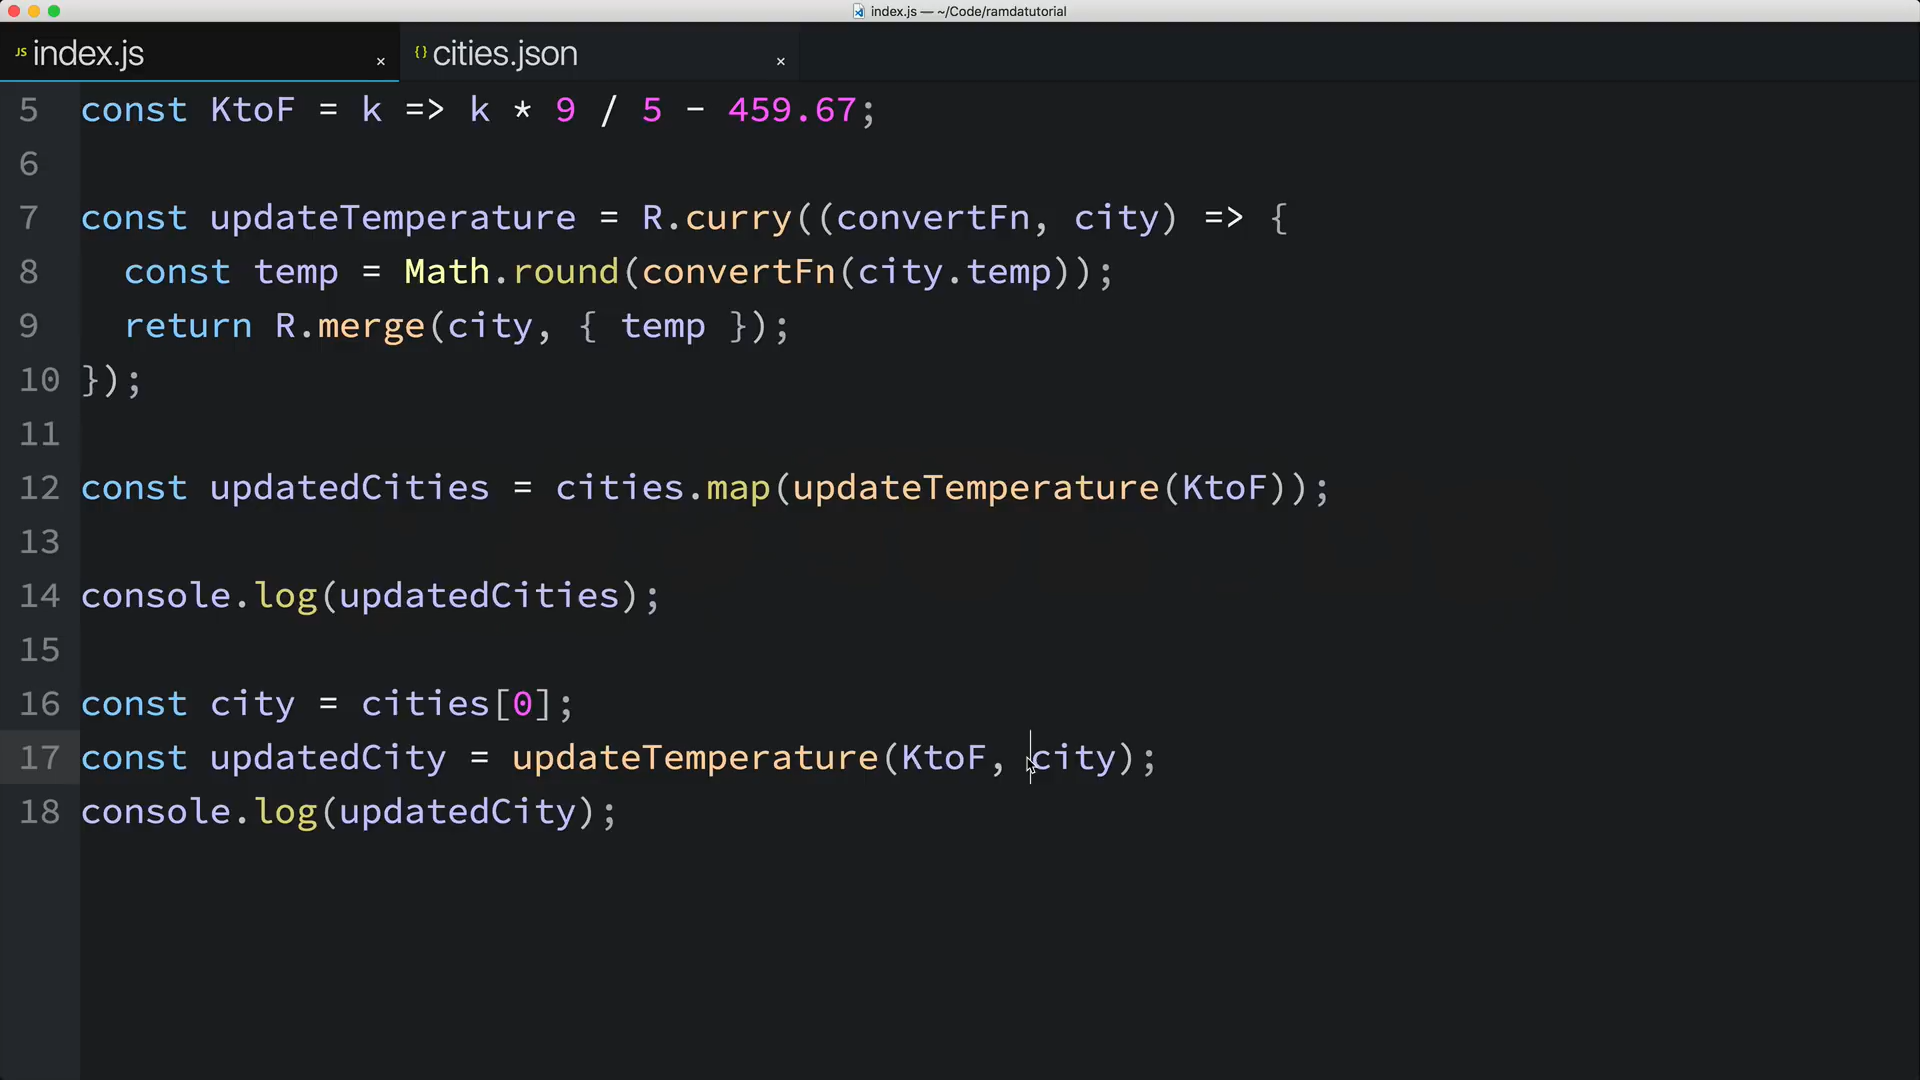 index.js — ~/Code/ramdatutorial
JS index.js × {} cities.json ×
5 const KtoF = k => k * 9 / 5 - 459.67;
6
7 const updateTemperature = R.curry((convertFn, city) => {
8   const temp = Math.round(convertFn(city.temp));
9   return R.merge(city, { temp });
10 });
11
12 const updatedCities = cities.map(updateTemperature(KtoF));
13
14 console.log(updatedCities);
15
16 const city = cities[0];
17 const updatedCity = updateTemperature(KtoF, city);
18 console.log(updatedCity);